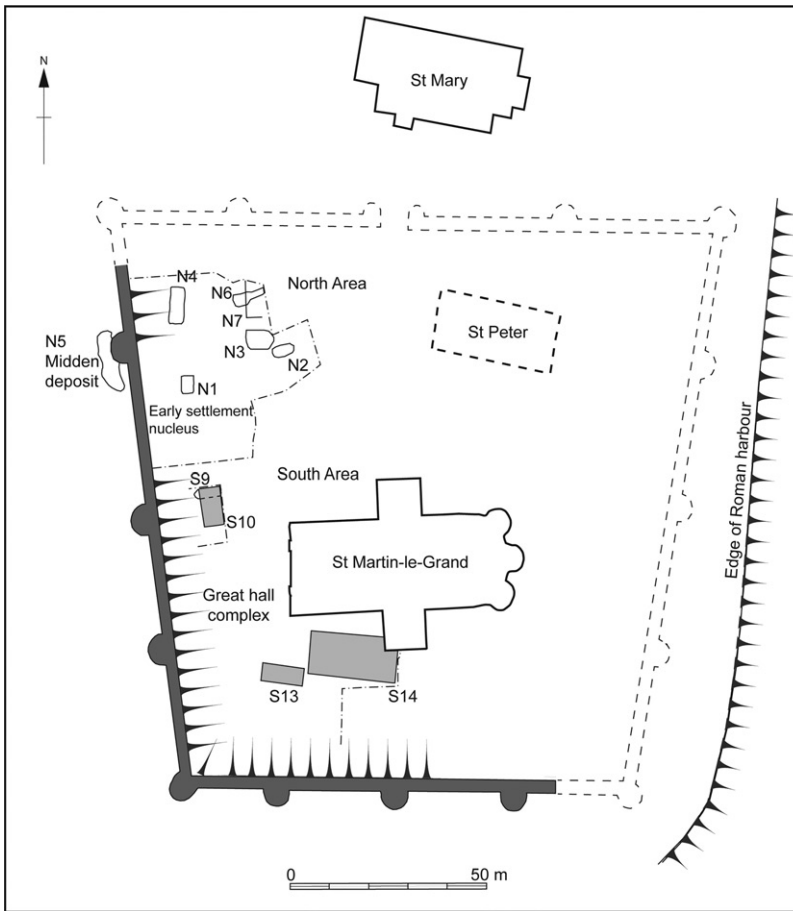 St Mary
N
N4
N6
North Area
N7
St Peter
N5
Midden
deposit
N3
N2
N1
Early settlement
nucleus
South Area
S9
S10
St Martin-le-Grand
Edge of Roman harbour
Great hall
complex
S13
S14
0
50 m